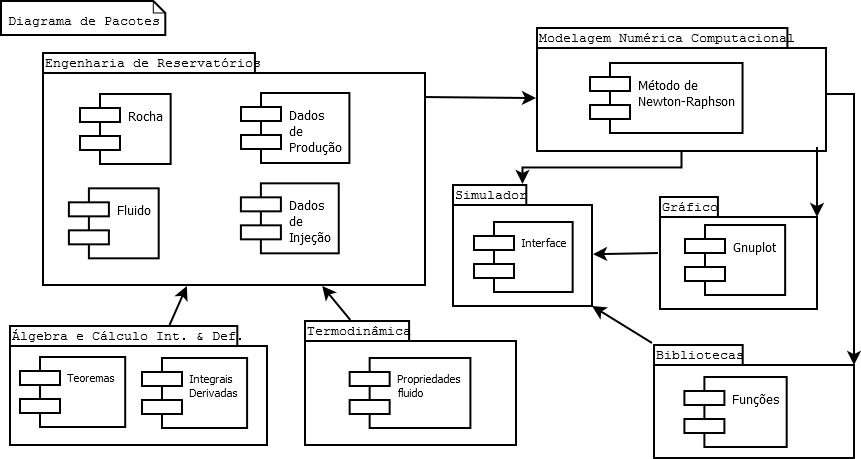 Diagrama de Pacotes
Engenharia de Reservatórios
Rocha
Dados
de
Produção
Fluido
Dados
de
Injeção
Modelagem Numérica Computacional
Método de
Newton-Raphson
Simulador
Interface
Gráfico
Gnuplot
Álgebra e Cálculo Int. & Def.
Teoremas
Integrais
Derivadas
Termodinâmica
Propriedades
fluido
Bibliotecas
Funções